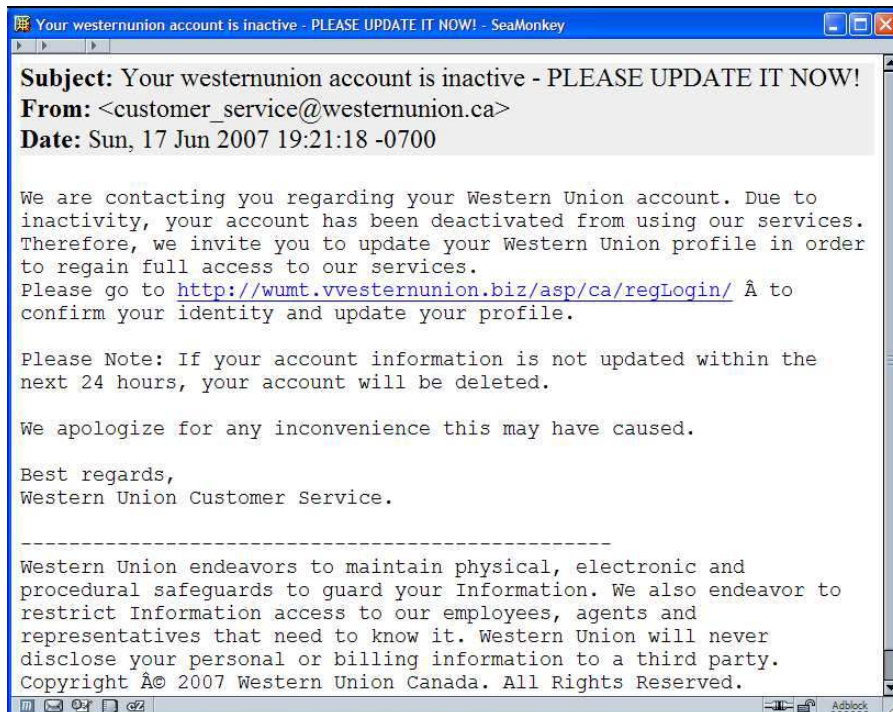 Your westernunion account is inactive - PLEASE UPDATE IT NOW! - SeaMonkey
Subject: Your westernunion account is inactive - PLEASE UPDATE IT NOW!
From: <customer_service@westernunion.ca>
Date: Sun, 17 Jun 2007 19:21:18 -0700
We are contacting you regarding your Western Union account. Due to
inactivity, your account has been deactivated from using our services.
Therefore, we invite you to update your Western Union profile in order
to regain full access to our services.
Please go to http://wumt.vvesternunion.biz/asp/ca/regLogin/ Â to
confirm your identity and update your profile.
Please Note: If your account information is not updated within the
next 24 hours, your account will be deleted.
We apologize for any inconvenience this may have caused.
Best regards,
Western Union Customer Service.
--------------------------------------------------
Western Union endeavors to maintain physical, electronic and
procedural safeguards to guard your Information. We also endeavor to
restrict Information access to our employees, agents and
representatives that need to know it. Western Union will never
disclose your personal or billing information to a third party.
Copyright Â© 2007 Western Union Canada. All Rights Reserved.
Adblock